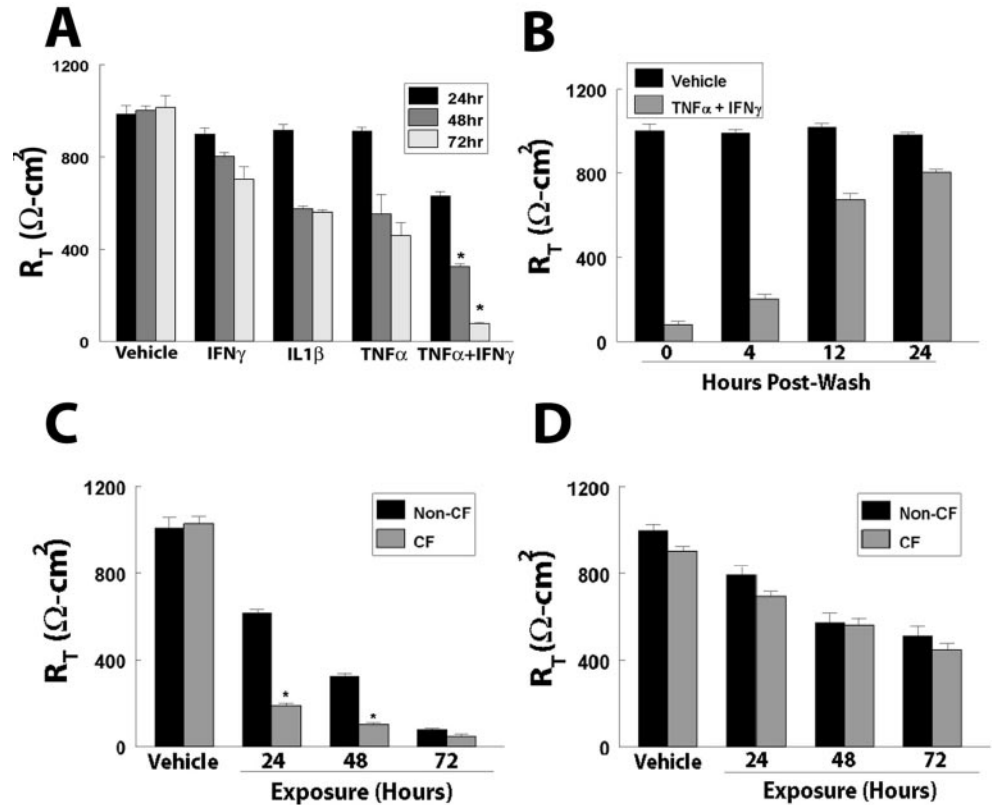 A
1200
800
400
0
R_T (Ω-cm²)
24hr
48hr
72hr
*
*
Vehicle IFNγ IL1β TNFα TNFα+IFNγ
B
Vehicle
TNFα + IFNγ
1200
1000
800
400
0
R_T (Ω-cm²)
0 4 12 24
Hours Post-Wash
C
1200
800
400
0
R_T (Ω-cm²)
Non-CF
CF
*
*
Vehicle 24 48 72
Exposure (Hours)
D
1200
800
400
0
R_T (Ω-cm²)
Non-CF
CF
Vehicle 24 48 72
Exposure (Hours)